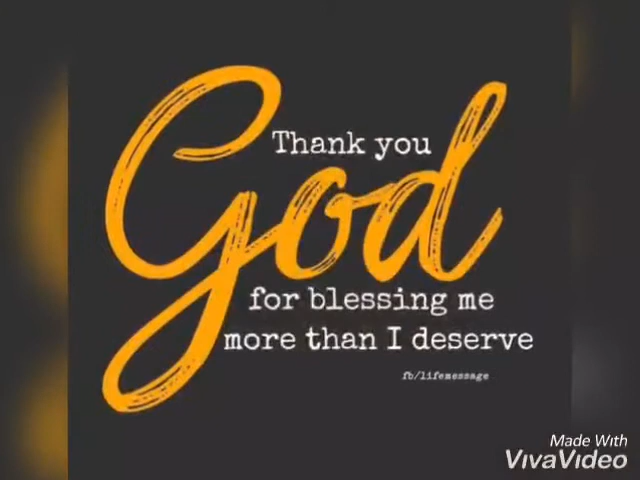 Thank you
God
for blessing me
more than I deserve
fb/lifemessage
Made With
VivaVideo